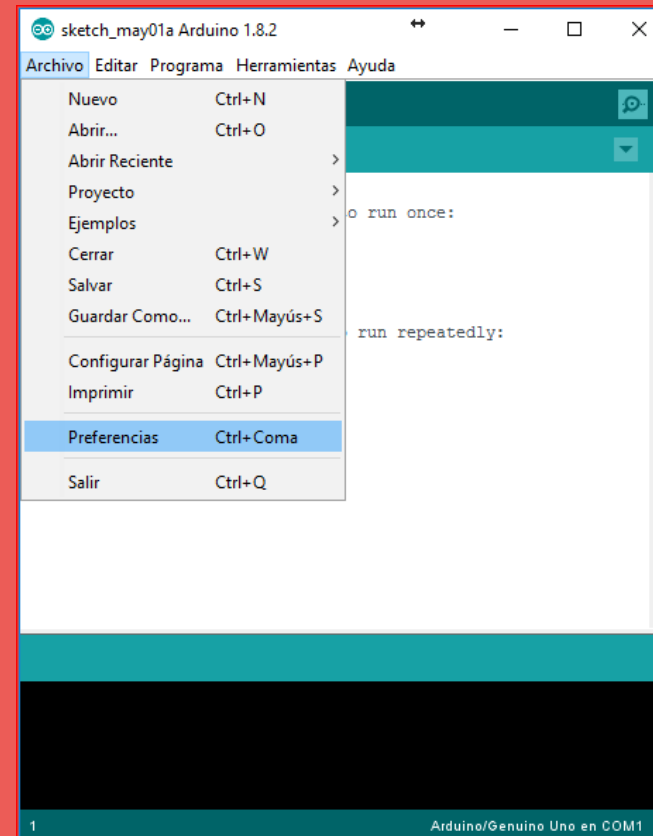 sketch_may01a Arduino 1.8.2
Archivo Editar Programa Herramientas Ayuda
Nuevo Ctrl+N
Abrir... Ctrl+O
Abrir Reciente
Proyecto
Ejemplos
o run once:
Cerrar Ctrl+W
Salvar Ctrl+S
Guardar Como... Ctrl+Mayús+S
run repeatedly:
Configurar Página Ctrl+Mayús+P
Imprimir Ctrl+P
Preferencias Ctrl+Coma
Salir Ctrl+Q
1 Arduino/Genuino Uno en COM1